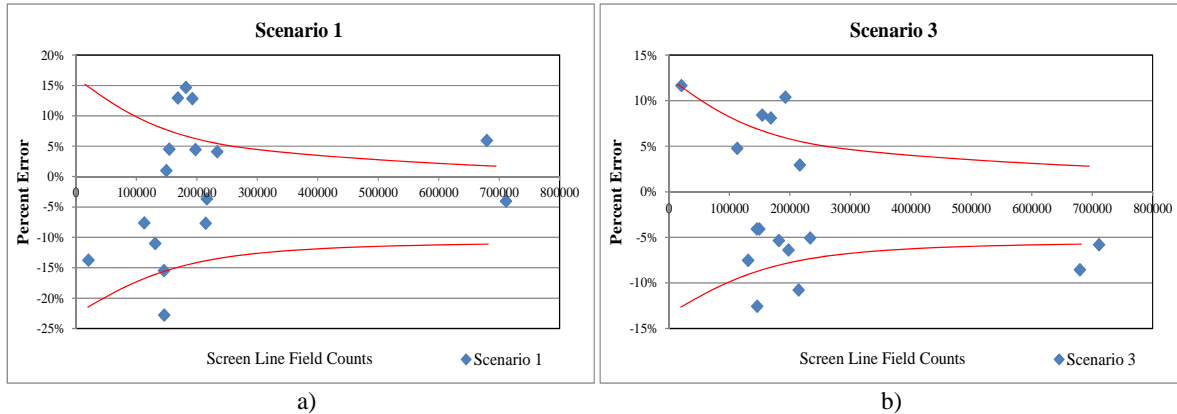 Scenario 1
20%
15%
10%
5%
0%
-5%
-10%
-15%
-20%
-25%
0 100000 200000 300000 400000 500000 600000 700000 800000
Percent Error
Screen Line Field Counts
Scenario 1
a)
Scenario 3
15%
10%
5%
0%
-5%
-10%
-15%
0 100000 200000 300000 400000 500000 600000 700000 800000
Percent Error
Screen Line Field Counts
Scenario 3
b)